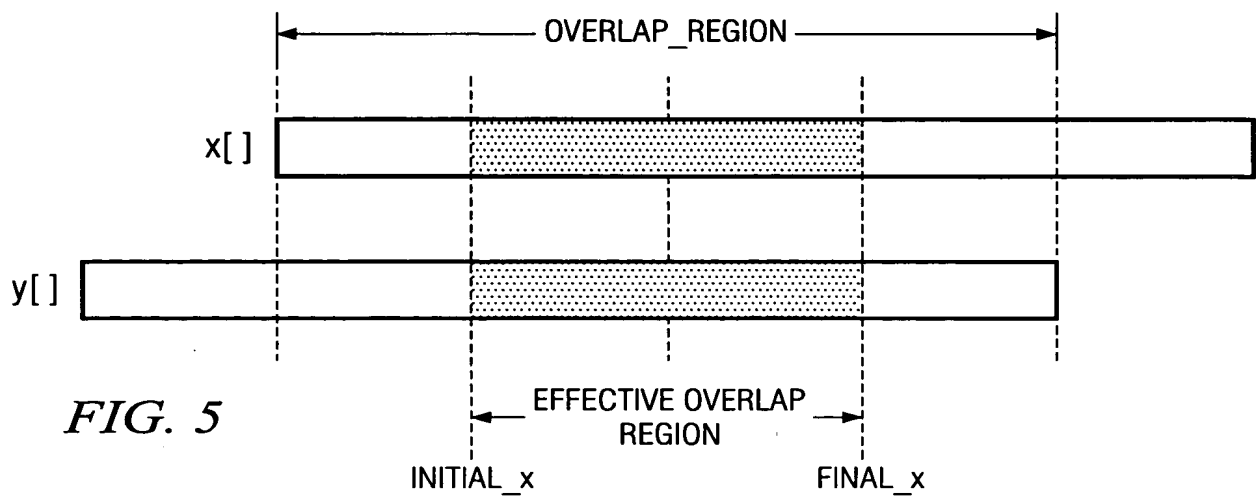 OVERLAP_REGION
x[ ]
y[ ]
EFFECTIVE OVERLAP
REGION
FIG. 5
INITIAL_x
FINAL_x